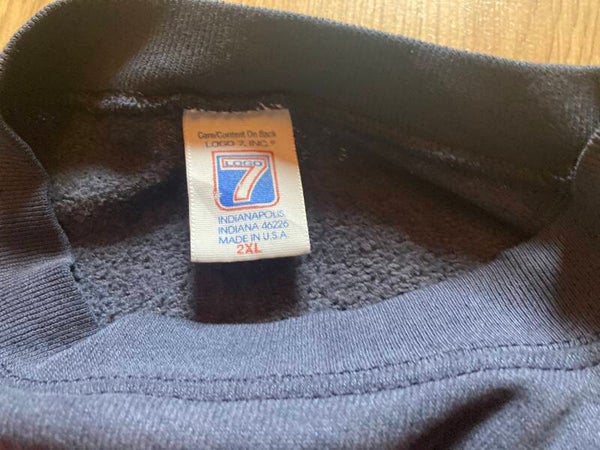 Care/Content On Back
LOGO 7, INC.®
LOGO
7
INDIANAPOLIS,
INDIANA 46226
MADE IN U.S.A.
2XL